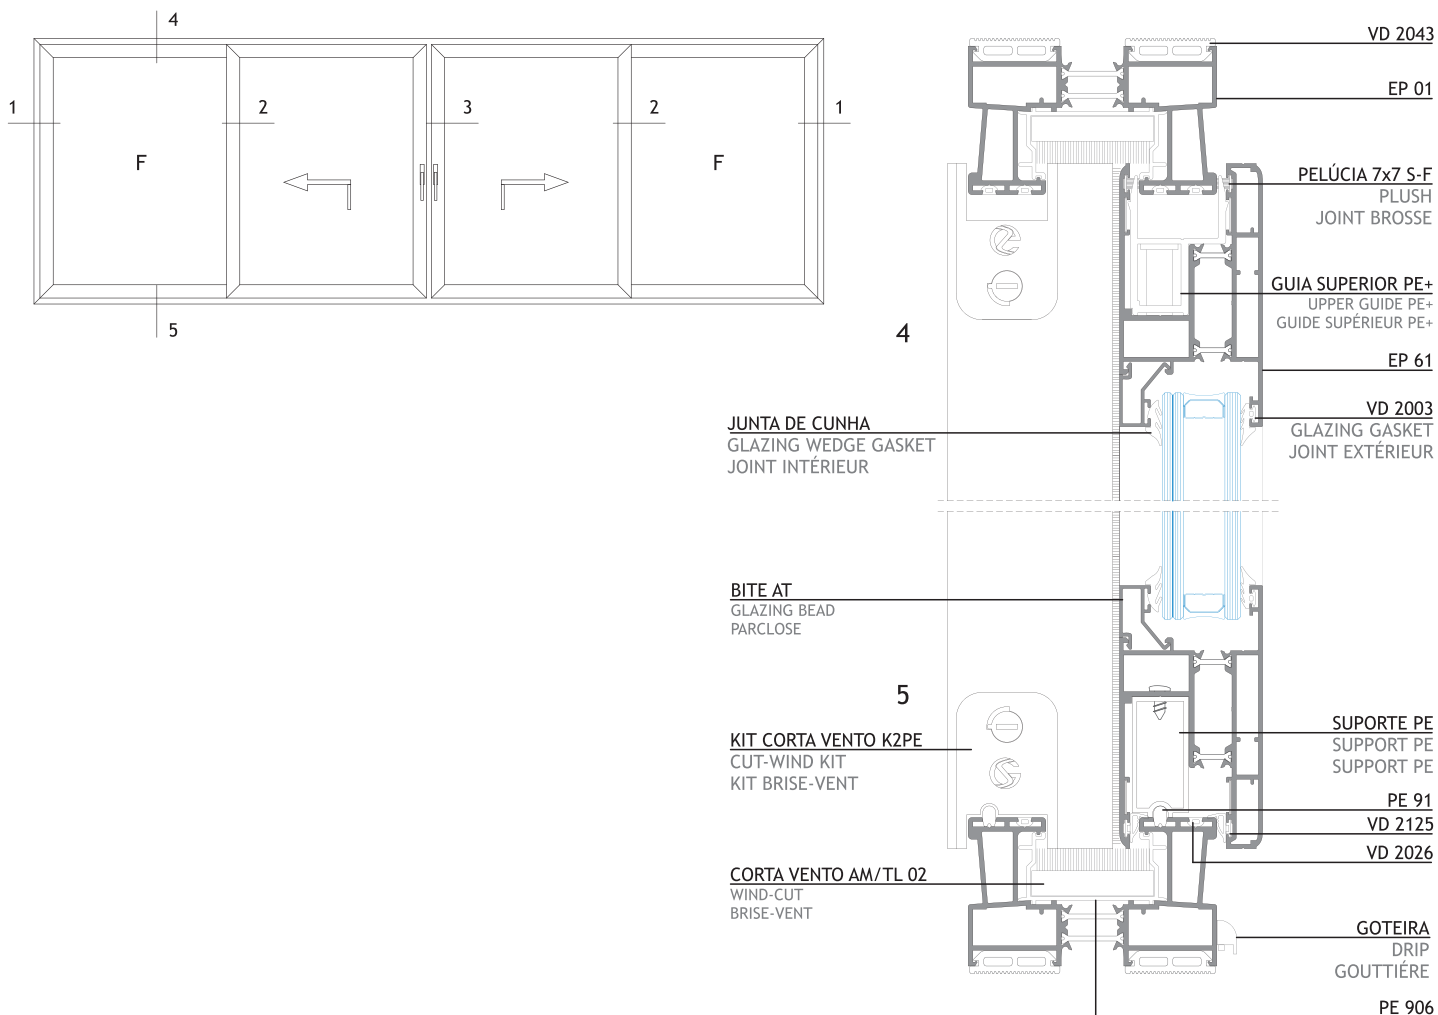 4
1
2
3
2
1
F
F
5
VD 2043
EP 01
PELÚCIA 7x7 S-F
PLUSH
JOINT BROSSE
GUIA SUPERIOR PE+
UPPER GUIDE PE+
GUIDE SUPÉRIEUR PE+
4
EP 61
VD 2003
GLAZING GASKET
JOINT EXTÉRIEUR
JUNTA DE CUNHA
GLAZING WEDGE GASKET
JOINT INTÉRIEUR
BITE AT
GLAZING BEAD
PARCLOSE
5
KIT CORTA VENTO K2PE
CUT-WIND KIT
KIT BRISE-VENT
SUPORTE PE
SUPPORT PE
SUPPORT PE
PE 91
VD 2125
VD 2026
CORTA VENTO AM/TL 02
WIND-CUT
BRISE-VENT
GOTEIRA
DRIP
GOUTTIÉRE
PE 906